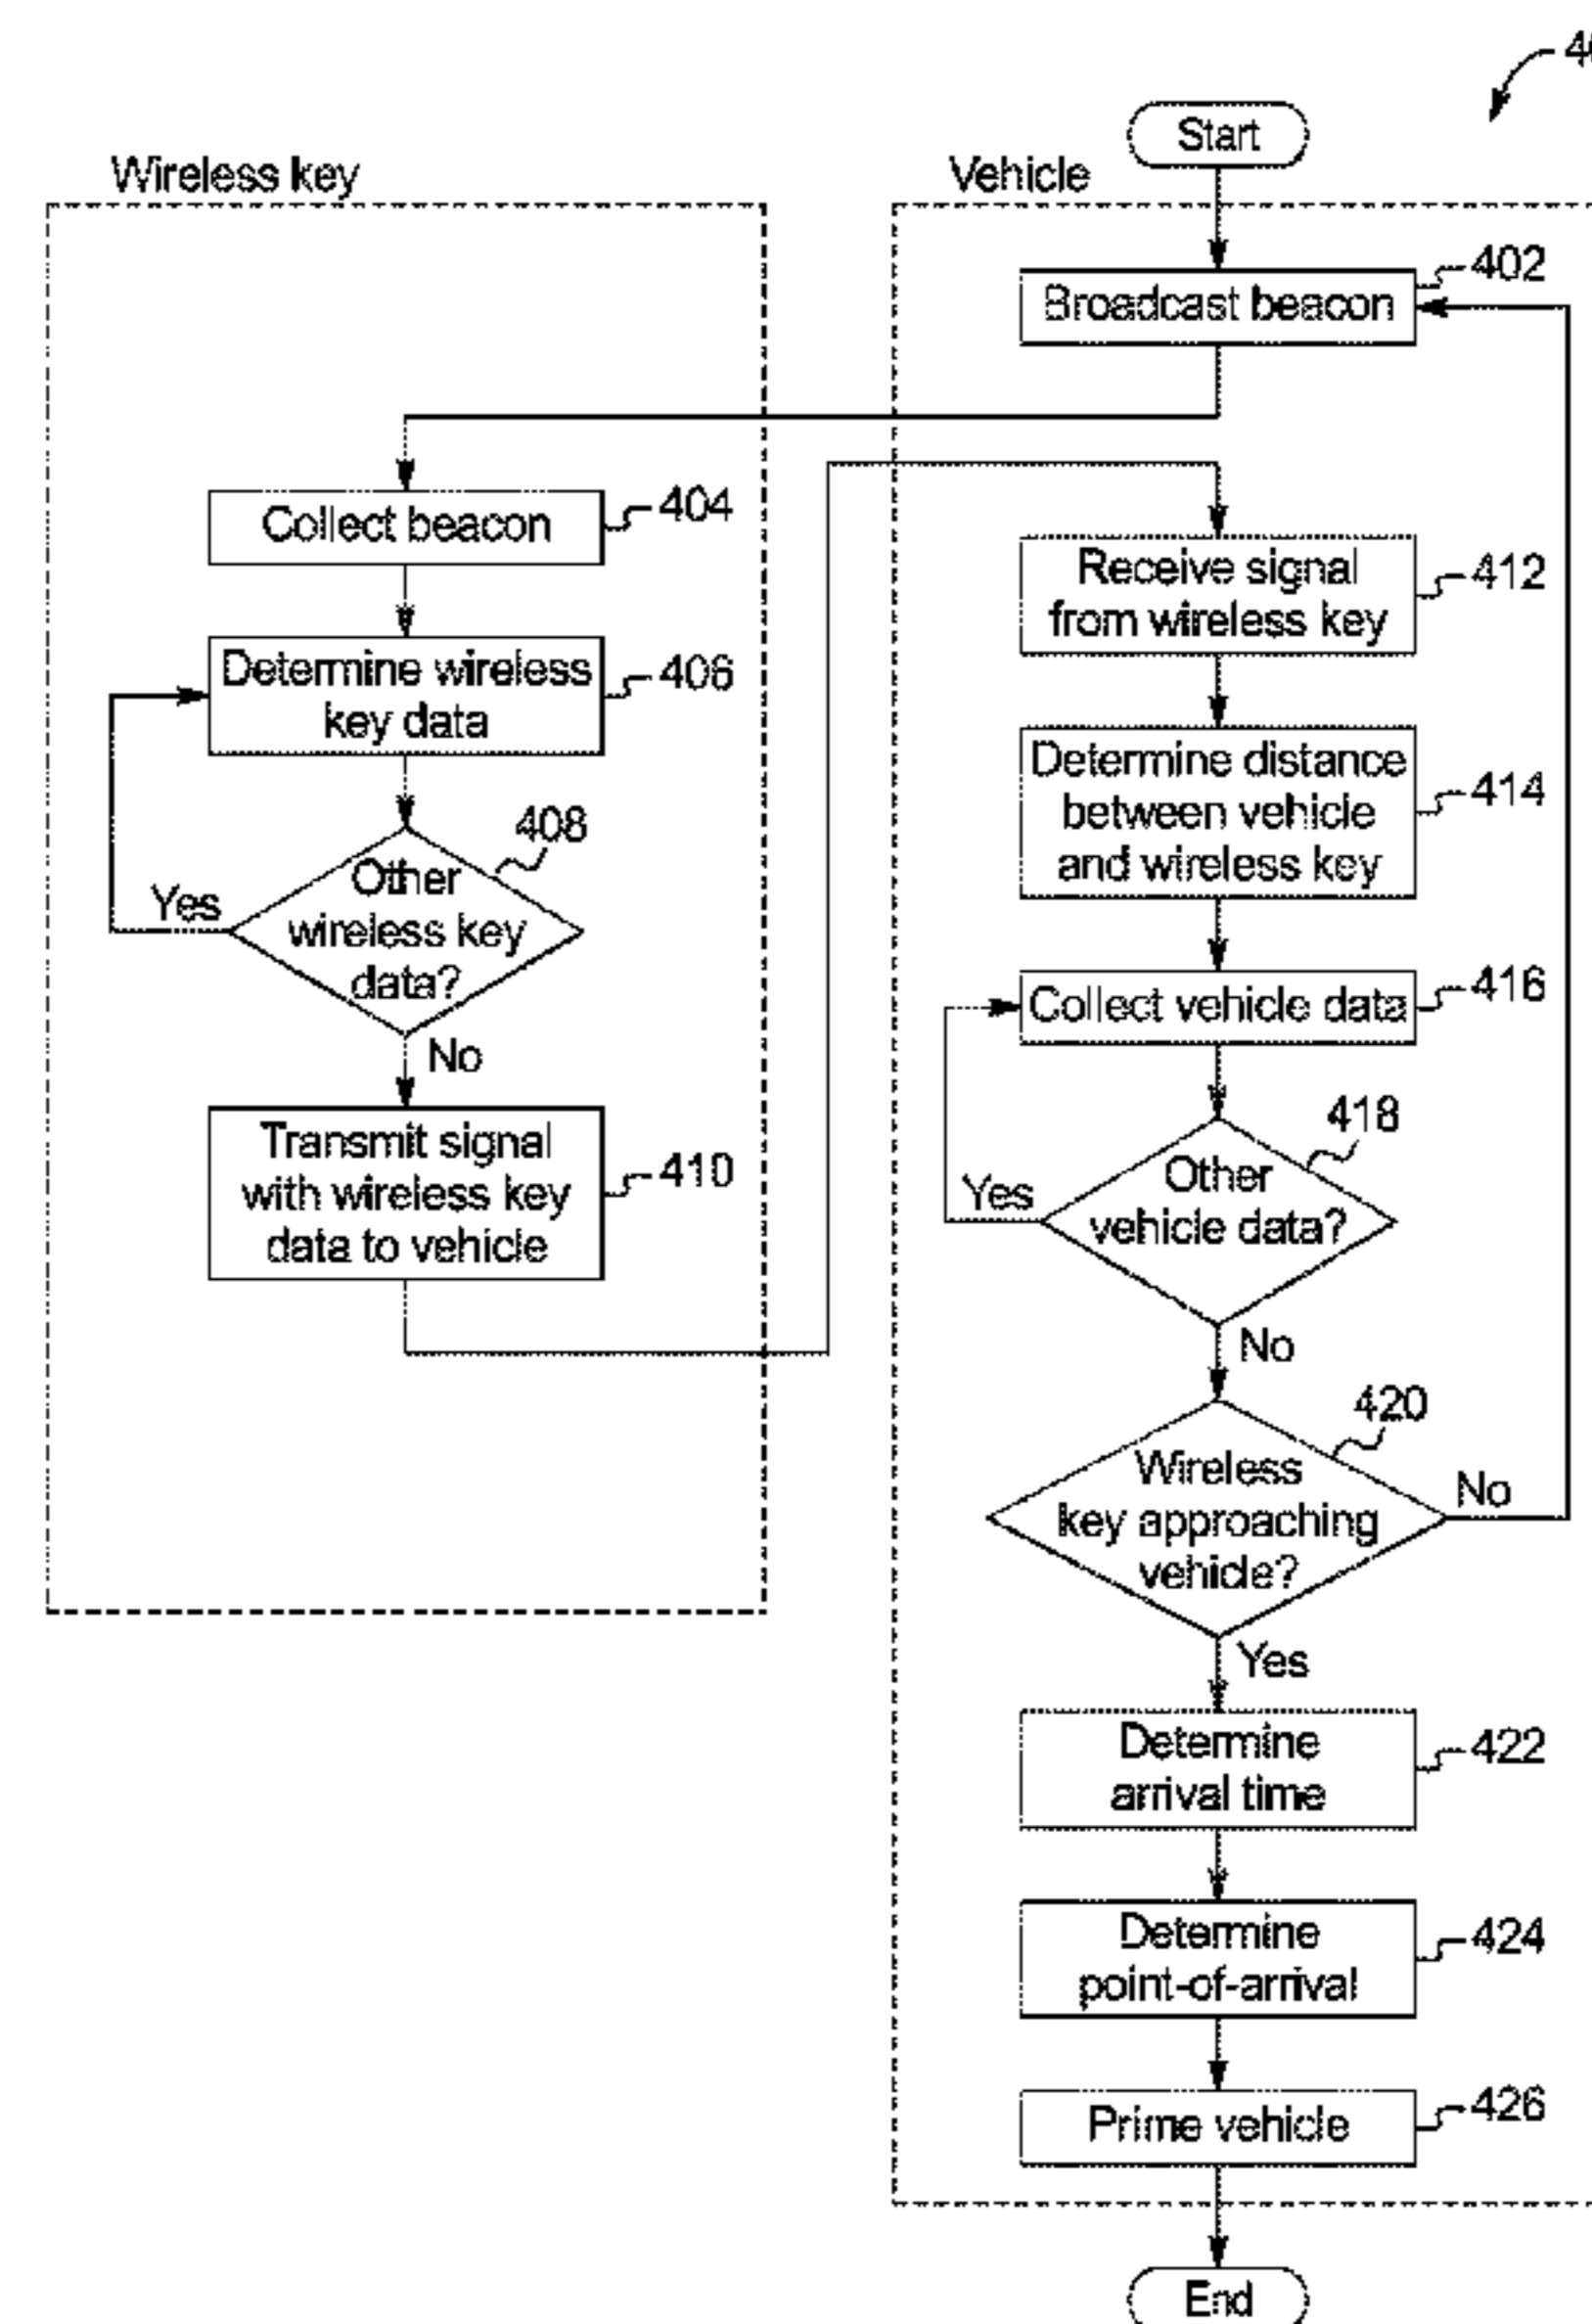 Start
Wireless key
Vehicle
Broadcast beacon
402
Collect beacon
404
Determine wireless
key data
406
Other
wireless key
data?
408
Yes
No
Transmit signal
with wireless key
data to vehicle
410
Receive signal
from wireless key
412
Determine distance
between vehicle
and wireless key
414
Collect vehicle data
416
Other
vehicle data?
418
Yes
No
Wireless
key approaching
vehicle?
420
No
Yes
Determine
arrival time
422
Determine
point-of-arrival
424
Prime vehicle
426
End